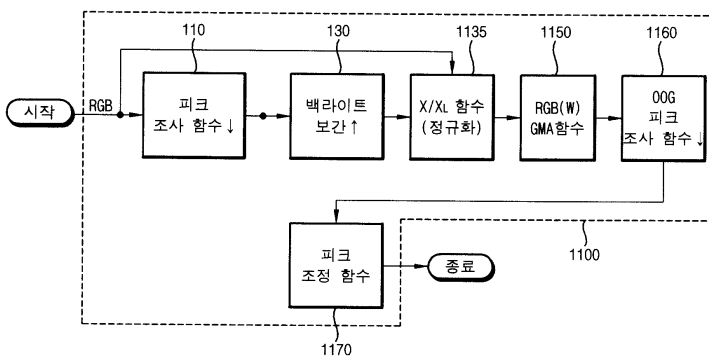 110
130
1135
1150
1160
시작
RGB
피크
조사 함수↓
백라이트
보간↑
X/XL 함수
(정규화)
RGB(W)
GMA함수
OOG
피크
조사 함수↓
피크
조정 함수
종료
1100
1170